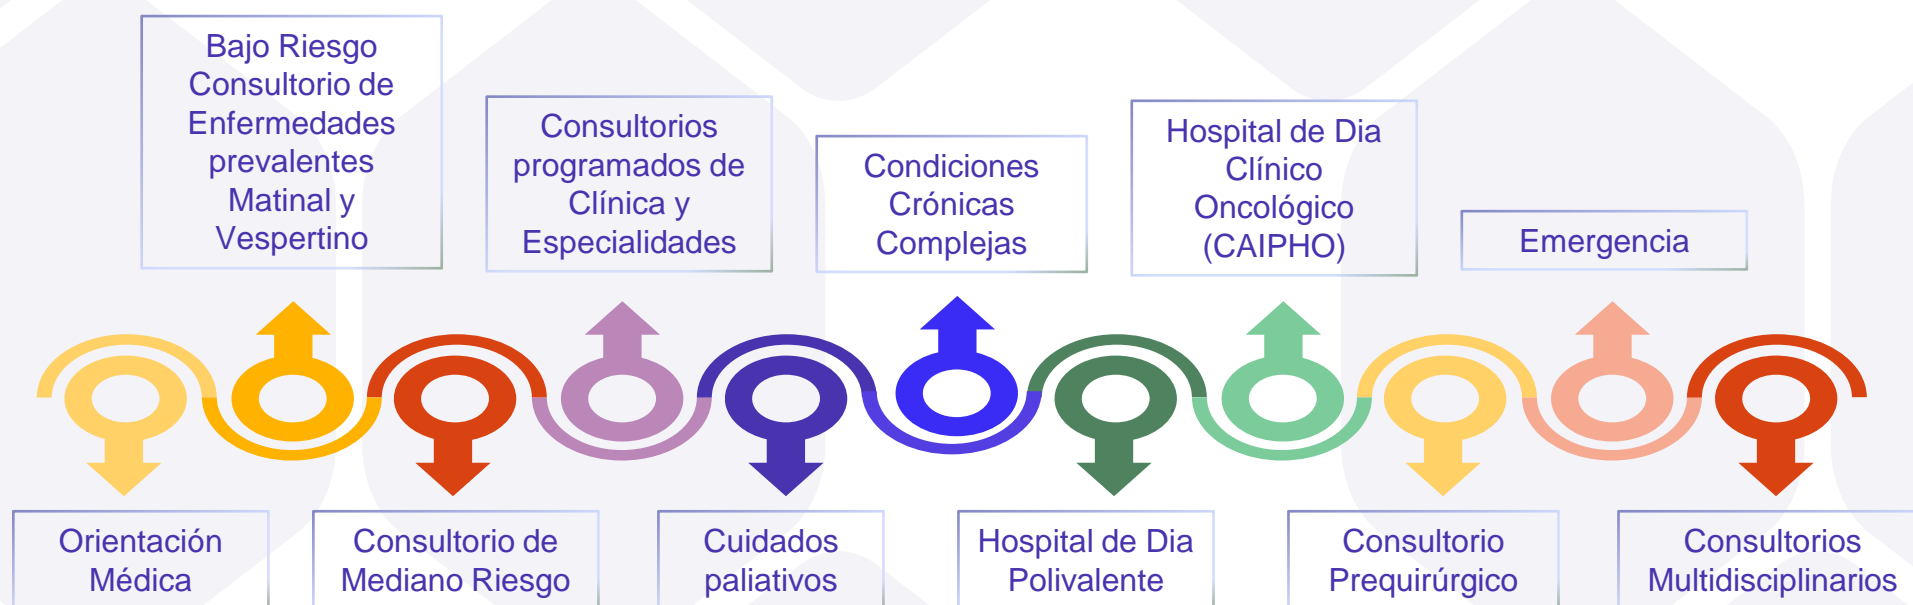 Bajo Riesgo
Consultorio de
Enfermedades
prevalentes
Matinal y
Vespertino
Consultorios
programados de
Clínica y
Especialidades
Condiciones
Crónicas
Complejas
Hospital de Dia
Clínico
Oncológico
(CAIPHO)
Emergencia
Orientación
Médica
Consultorio de
Mediano Riesgo
Cuidados
paliativos
Hospital de Dia
Polivalente
Consultorio
Prequirúrgico
Consultorios
Multidisciplinarios